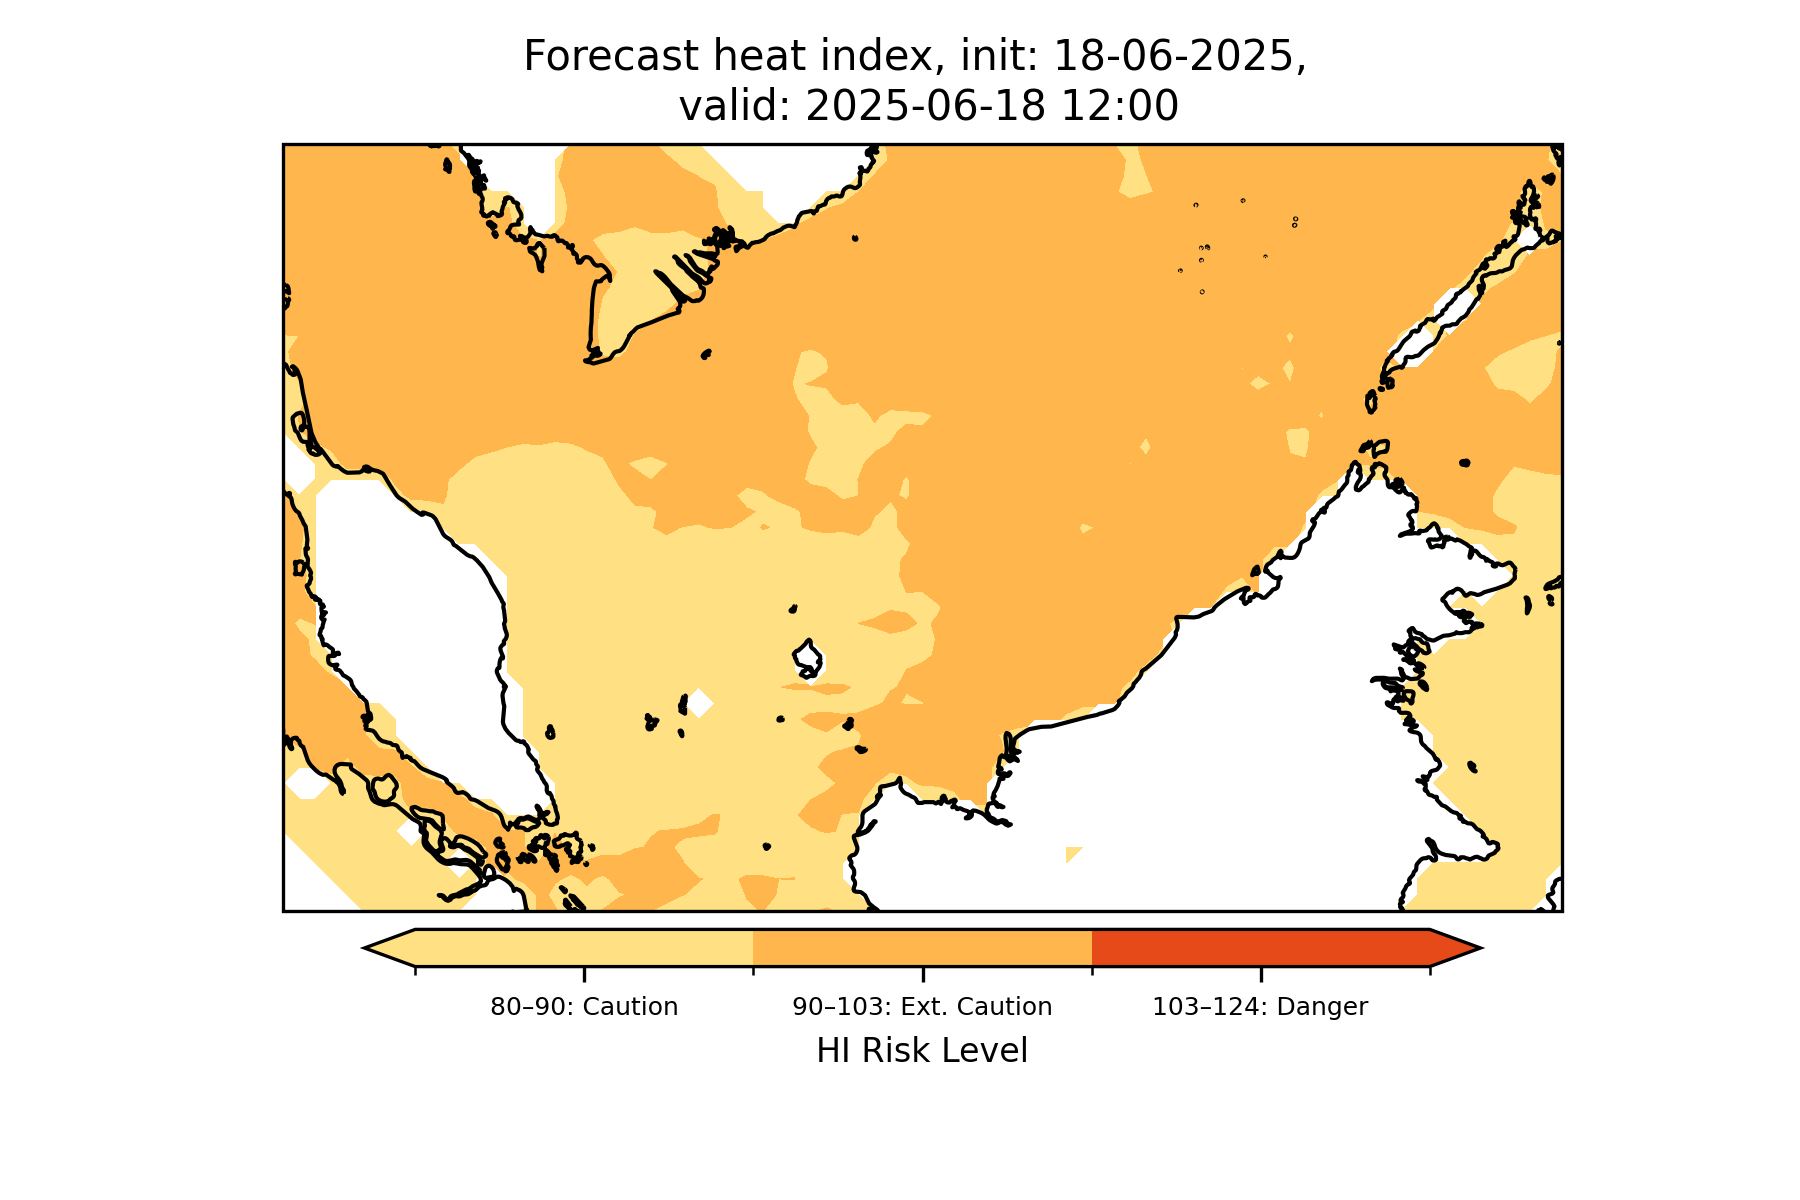 Forecast heat index, init: 18-06-2025,
valid: 2025-06-18 12:00
80–90: Caution
90–103: Ext. Caution
103–124: Danger
HI Risk Level